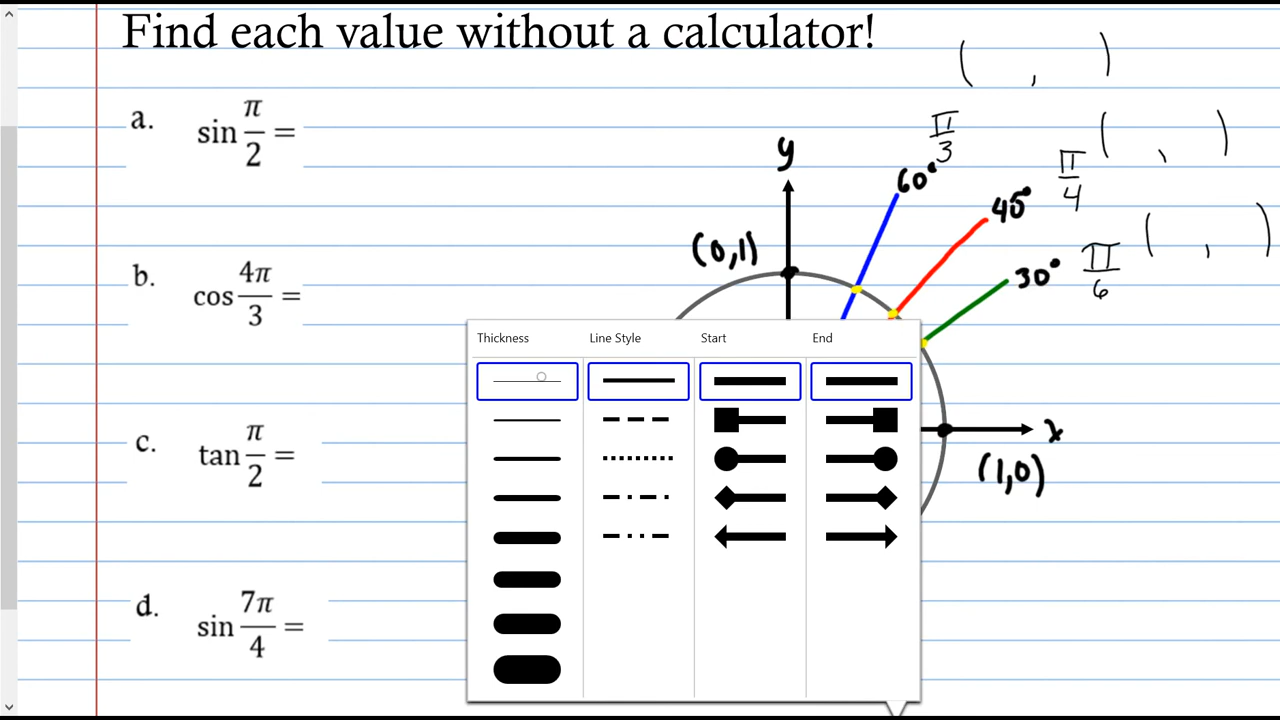 Find each value without a calculator!
( , )
a. sin π/2 =
π/3
y
60°
( , )
π/4
45°
( , )
π/6
30°
(0,1)
b. cos 4π/3 =
Thickness Line Style Start End
x
c. tan π/2 =
(1,0)
d. sin 7π/4 =